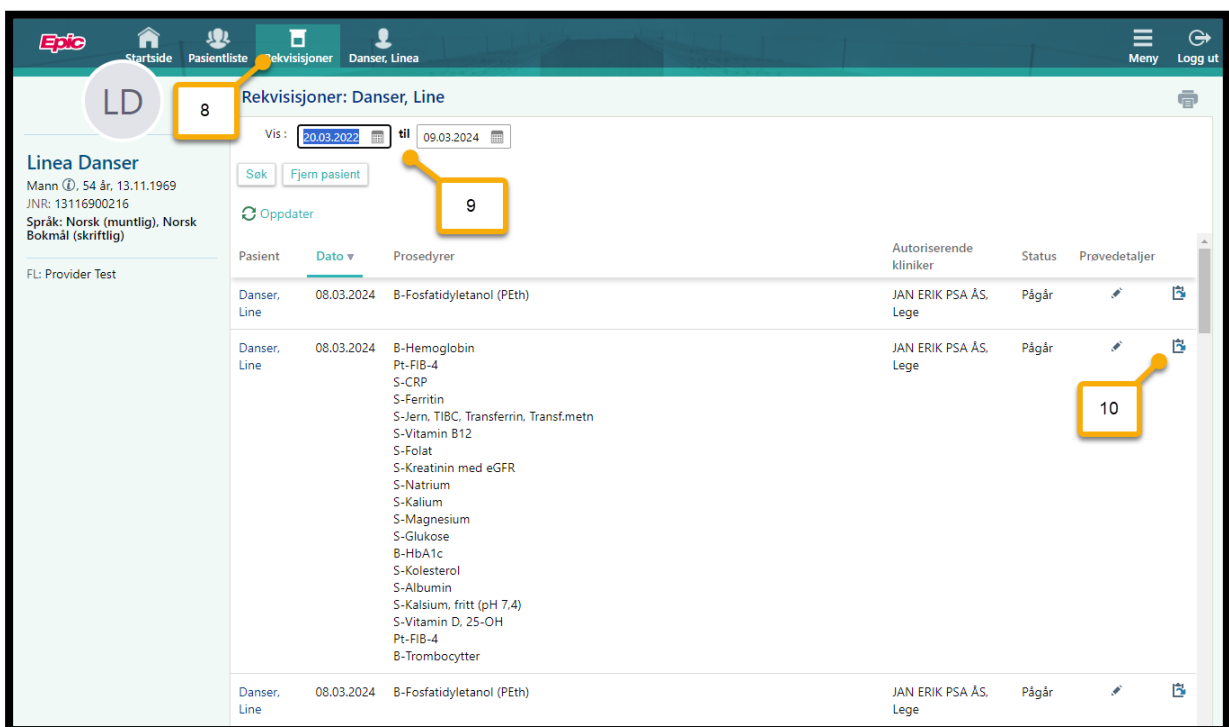 Epic
Startside Pasientliste Rekvisisjoner Danser, Linea Meny Logg ut
LD
8
Rekvisisjoner: Danser, Line
Vis : 20.03.2022 til 09.03.2024
Linea Danser
Mann ⓘ, 54 år, 13.11.1969
JNR: 13116900216
Språk: Norsk (muntlig), Norsk
Bokmål (skriftlig)
FL: Provider Test
Søk Fjern pasient
9
Oppdater
Pasient Dato ▼ Prosedyrer Autoriserende kliniker Status Prøvedetaljer
Danser, 08.03.2024 B-Fosfatidyletanol (PEth) JAN ERIK PSA ÅS, Pågår
Line Lege
Danser, 08.03.2024 B-Hemoglobin JAN ERIK PSA ÅS, Pågår
Line Pt-FIB-4 Lege
S-CRP
10
S-Ferritin
S-Jern, TIBC, Transferrin, Transf.metn
S-Vitamin B12
S-Folat
S-Kreatinin med eGFR
S-Natrium
S-Kalium
S-Magnesium
S-Glukose
B-HbA1c
S-Kolesterol
S-Albumin
S-Kalsium, fritt (pH 7,4)
S-Vitamin D, 25-OH
Pt-FIB-4
B-Trombocytter
Danser, 08.03.2024 B-Fosfatidyletanol (PEth) JAN ERIK PSA ÅS, Pågår
Line Lege